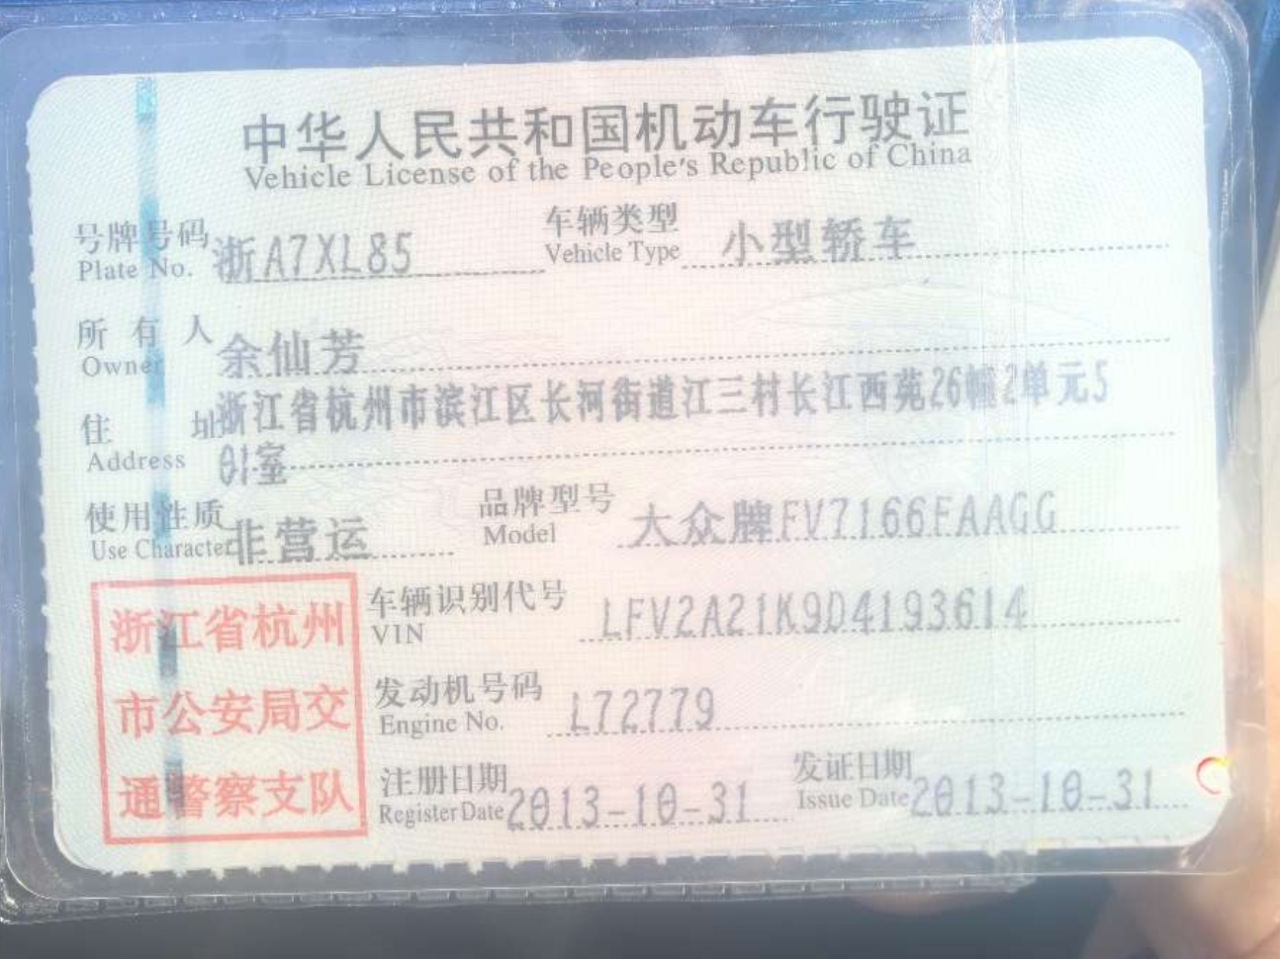 中华人民共和国机动车行驶证
Vehicle License of the People's Republic of China
号牌号码 浙A7XL85 车辆类型 小型轿车
Plate No. Vehicle Type
所有人 余仙芳
Owner
住址 浙江省杭州市滨江区长河街道江三村长江西苑26幢2单元5
Address 01室
使用性质 非营运 品牌型号 大众牌FV7166FAAGG
Use Character Model
浙江省杭州
市公安局交
通警察支队
车辆识别代号 LFV2A21K9D4193614
VIN
发动机号码 L72779
Engine No.
注册日期 2013-10-31 发证日期 2013-10-31
Register Date Issue Date